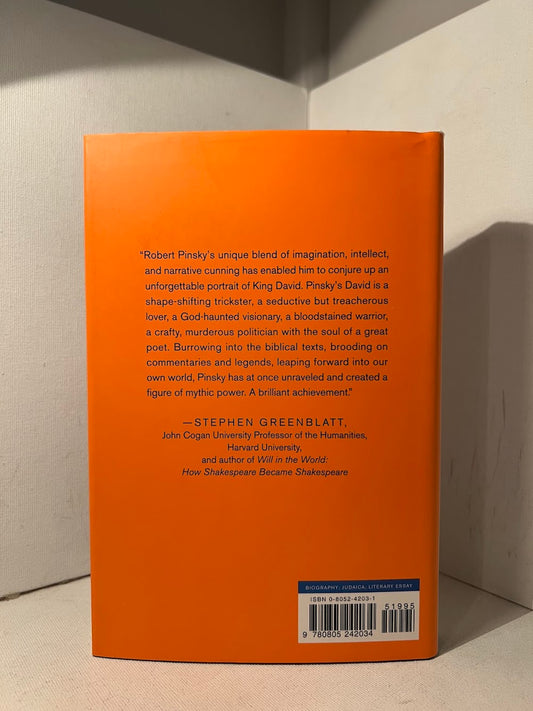 “Robert Pinsky’s unique blend of imagination, intellect,
and narrative cunning has enabled him to conjure up an
unforgettable portrait of King David. Pinsky’s David is a
shape-shifting trickster, a seductive but treacherous
lover, a God-haunted visionary, a bloodstained warrior,
a crafty, murderous politician with the soul of a great
poet. Burrowing into the biblical texts, brooding on
commentaries and legends, leaping forward into our
own world, Pinsky has at once unraveled and created a
figure of mythic power. A brilliant achievement.”
—STEPHEN GREENBLATT,
John Cogan University Professor of the Humanities,
Harvard University,
and author of Will in the World:
How Shakespeare Became Shakespeare
BIOGRAPHY: JUDAICA; LITERARY ESSAY
ISBN 0-8052-4203-1
51995
9 780805 242034